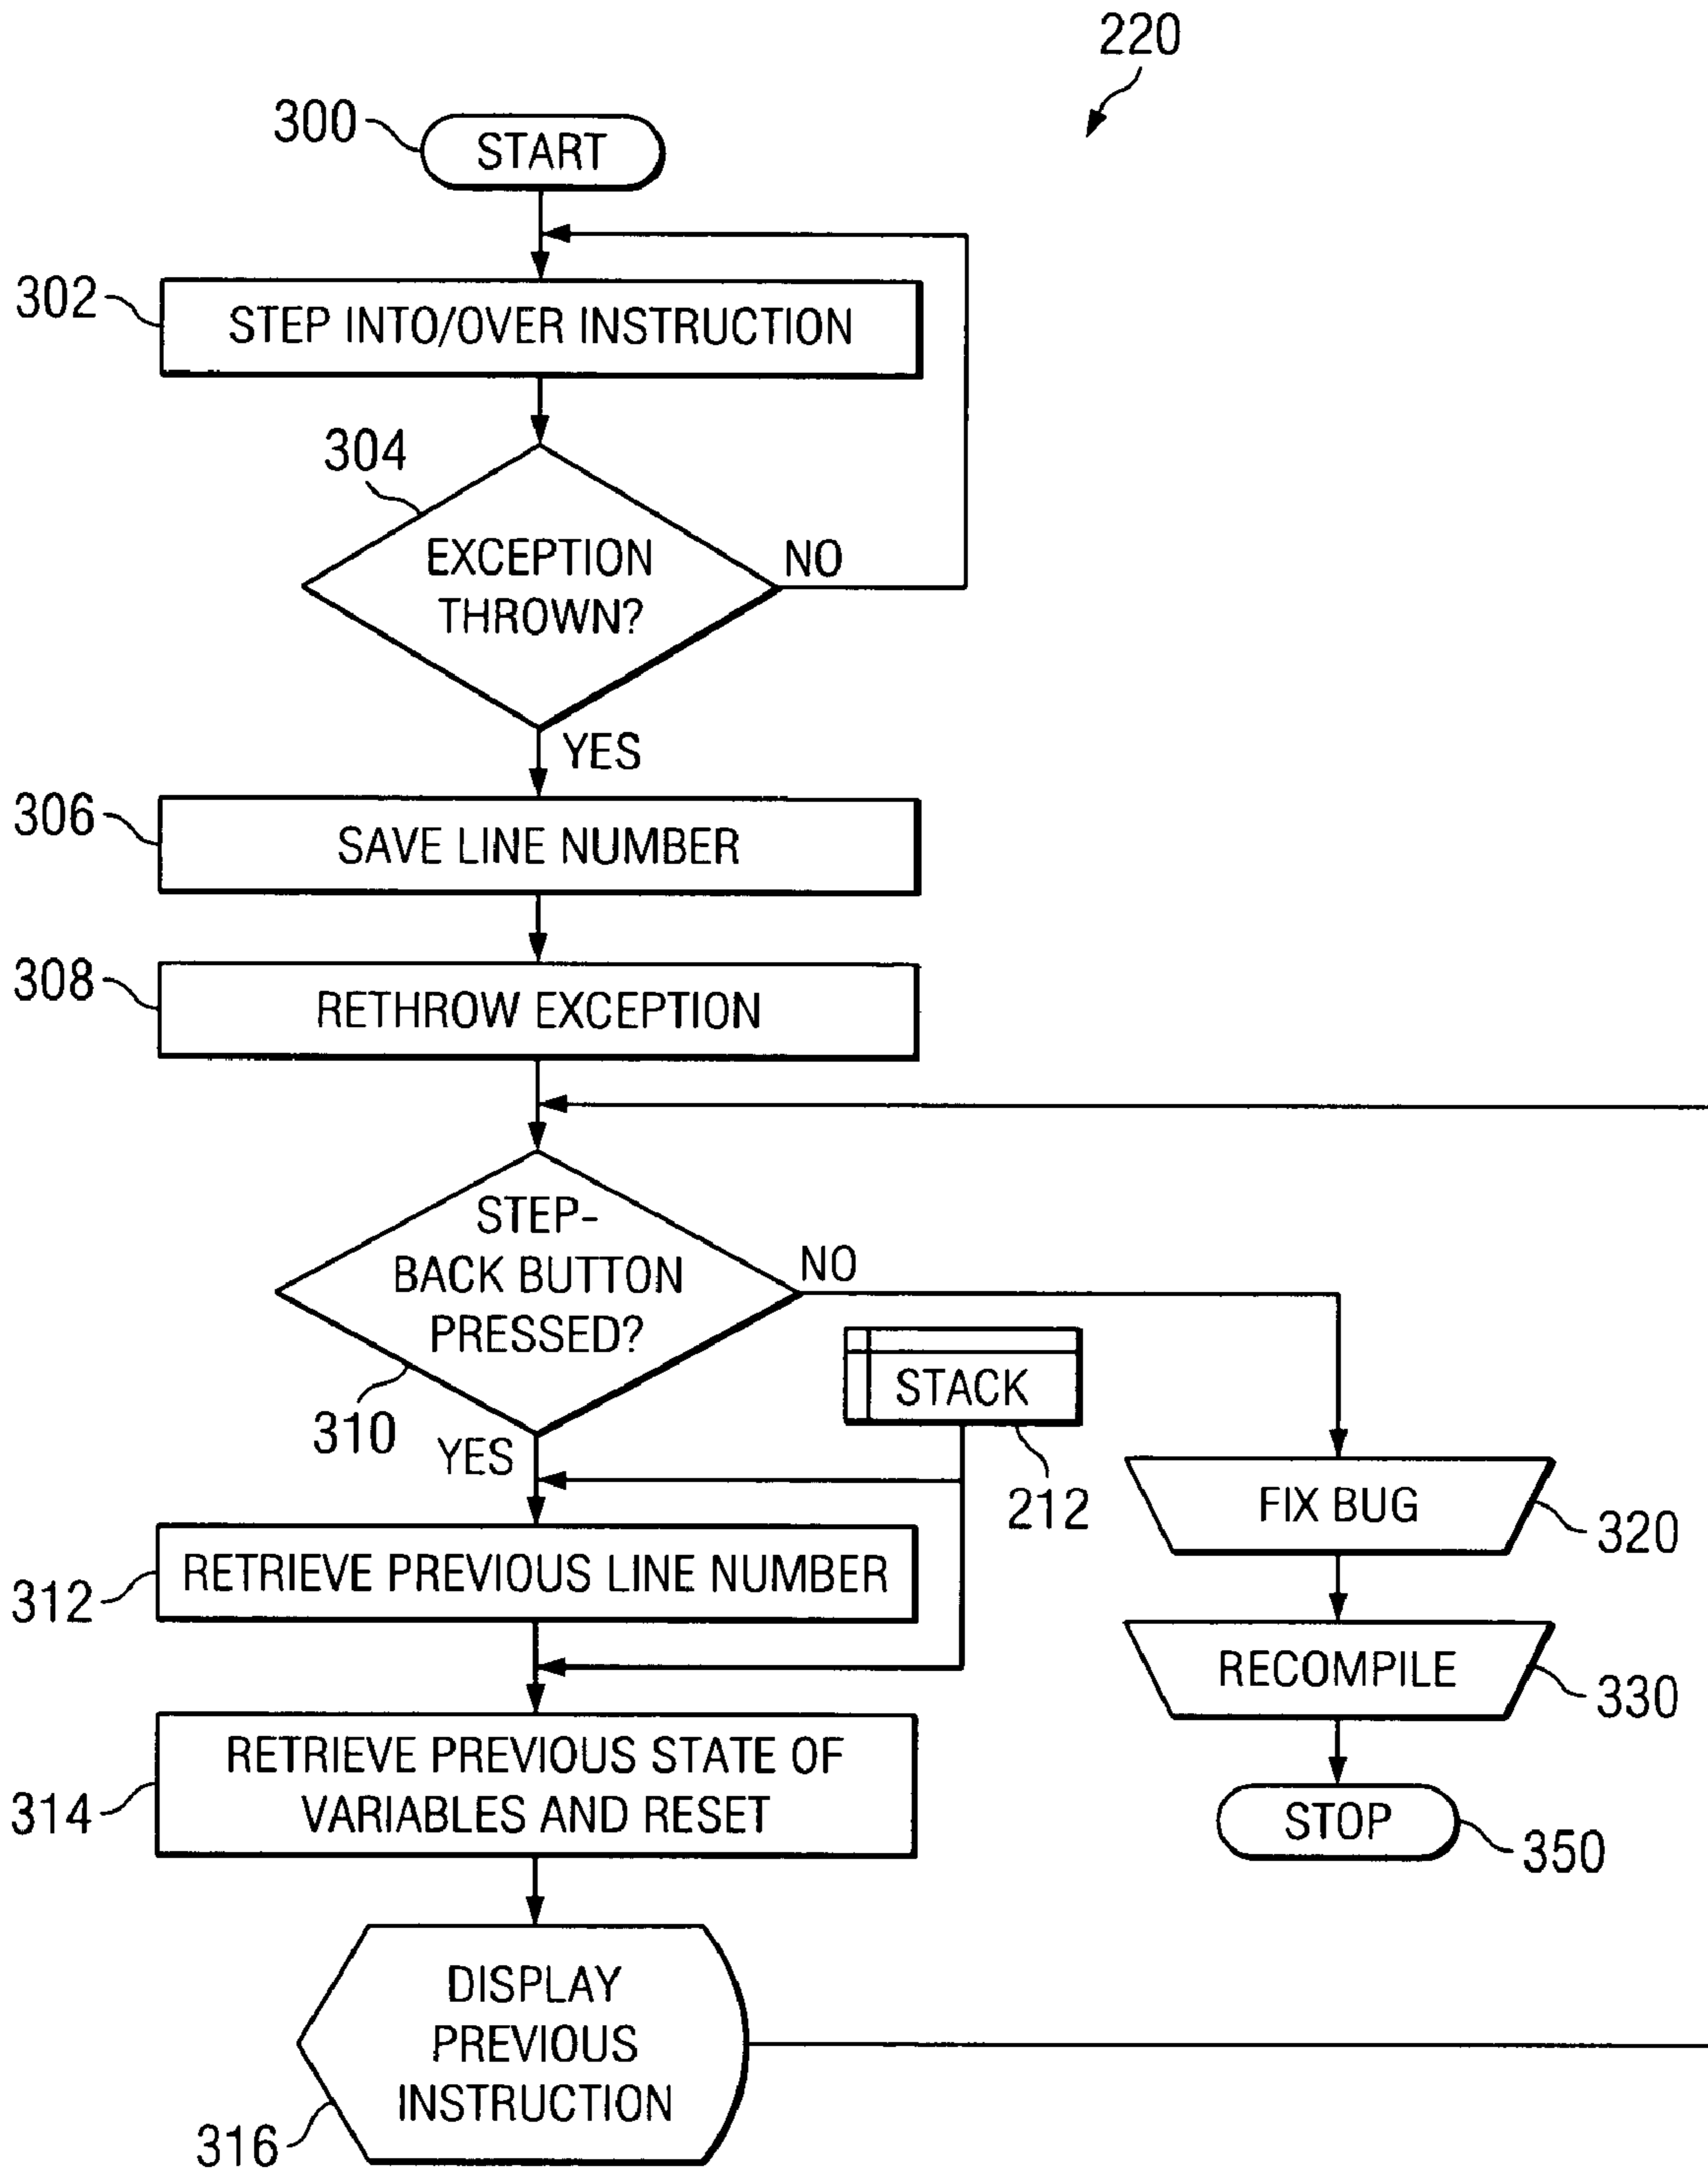 220
300
START
302
STEP INTO/OVER INSTRUCTION
304
EXCEPTION
THROWN?
NO
YES
306
SAVE LINE NUMBER
308
RETHROW EXCEPTION
STEP-
BACK BUTTON
PRESSED?
NO
310
YES
STACK
212
FIX BUG
320
312
RETRIEVE PREVIOUS LINE NUMBER
RECOMPILE
330
314
RETRIEVE PREVIOUS STATE OF
VARIABLES AND RESET
STOP
350
DISPLAY
PREVIOUS
INSTRUCTION
316